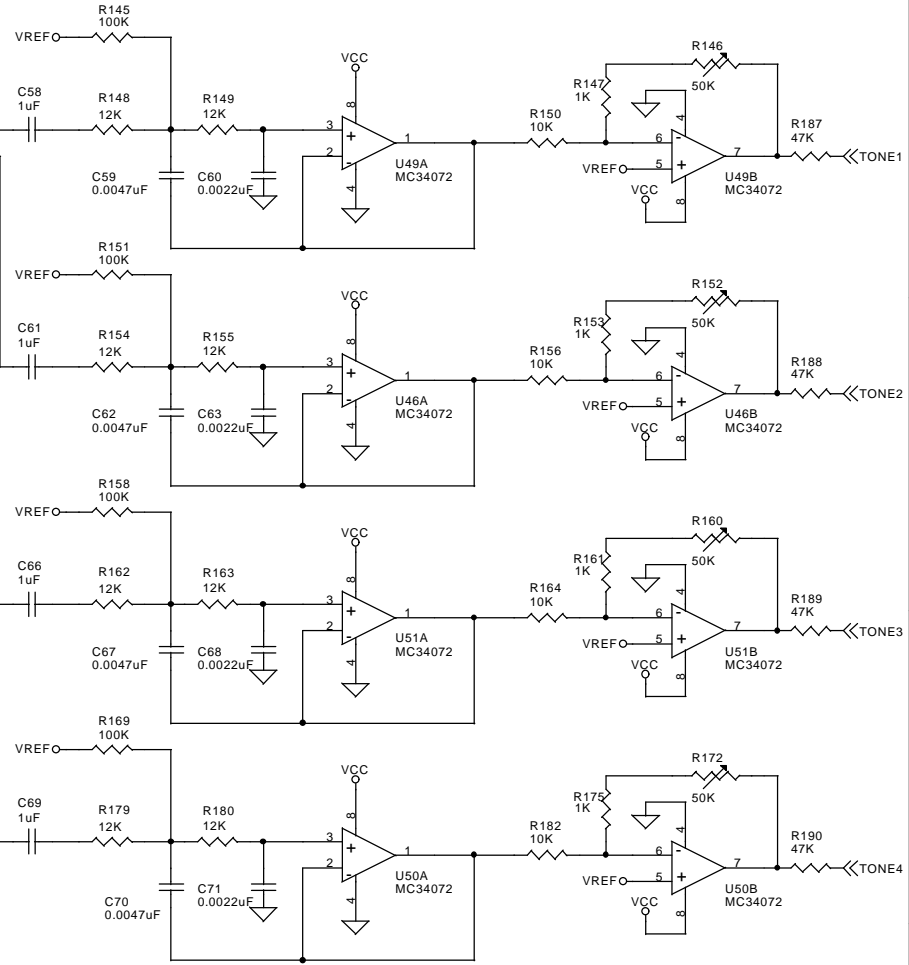 R145
100K
VREF
C58
1uF
R148
12K
R149
12K
VCC
8
3
+
2
-
1
4
C59
0.0047uF
C60
0.0022uF
U49A
MC34072
R150
10K
R147
1K
R146
50K
4
6
-
VREF
5
+
7
VCC
8
U49B
MC34072
R187
47K
TONE1
R151
100K
VREF
C61
1uF
R154
12K
R155
12K
VCC
8
3
+
2
-
1
4
C62
0.0047uF
C63
0.0022uF
U46A
MC34072
R156
10K
R153
1K
R152
50K
4
6
-
VREF
5
+
7
VCC
8
U46B
MC34072
R188
47K
TONE2
R158
100K
VREF
C66
1uF
R162
12K
R163
12K
VCC
8
3
+
2
-
1
4
C67
0.0047uF
C68
0.0022uF
U51A
MC34072
R164
10K
R161
1K
R160
50K
4
6
-
VREF
5
+
7
VCC
8
U51B
MC34072
R189
47K
TONE3
R169
100K
VREF
C69
1uF
R179
12K
R180
12K
VCC
8
3
+
2
-
1
4
C70
0.0047uF
C71
0.0022uF
U50A
MC34072
R182
10K
R175
1K
R172
50K
4
6
-
VREF
5
+
7
VCC
8
U50B
MC34072
R190
47K
TONE4